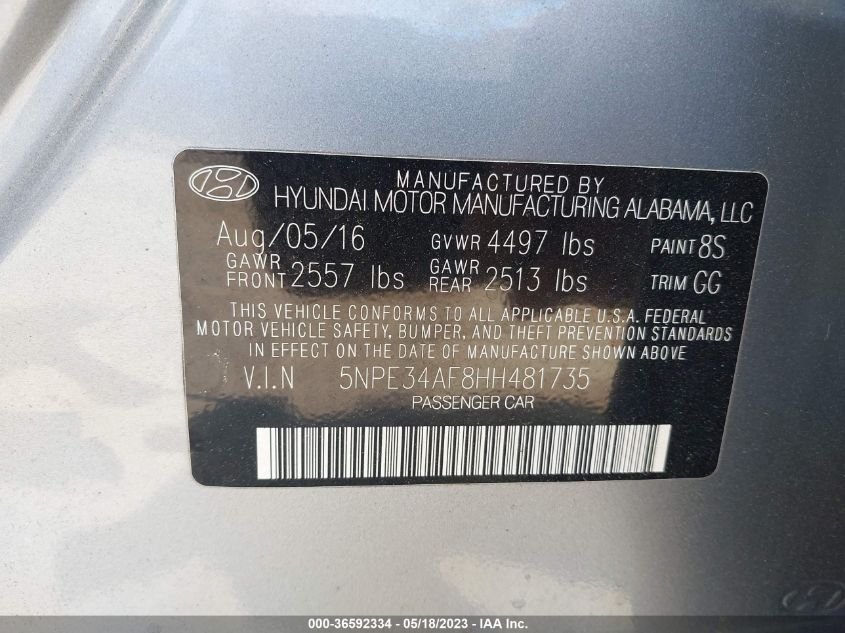 MANUFACTURED BY
HYUNDAI MOTOR MANUFACTURING ALABAMA, LLC
Aug/05/16 GVWR 4497 lbs PAINT 8S
GAWR FRONT 2557 lbs GAWR REAR 2513 lbs TRIM GG
THIS VEHICLE CONFORMS TO ALL APPLICABLE U.S.A. FEDERAL
MOTOR VEHICLE SAFETY, BUMPER, AND THEFT PREVENTION STANDARDS
IN EFFECT ON THE DATE OF MANUFACTURE SHOWN ABOVE
V.I.N 5NPE34AF8HH481735
PASSENGER CAR
000-36592334 - 05/18/2023 - IAA Inc.